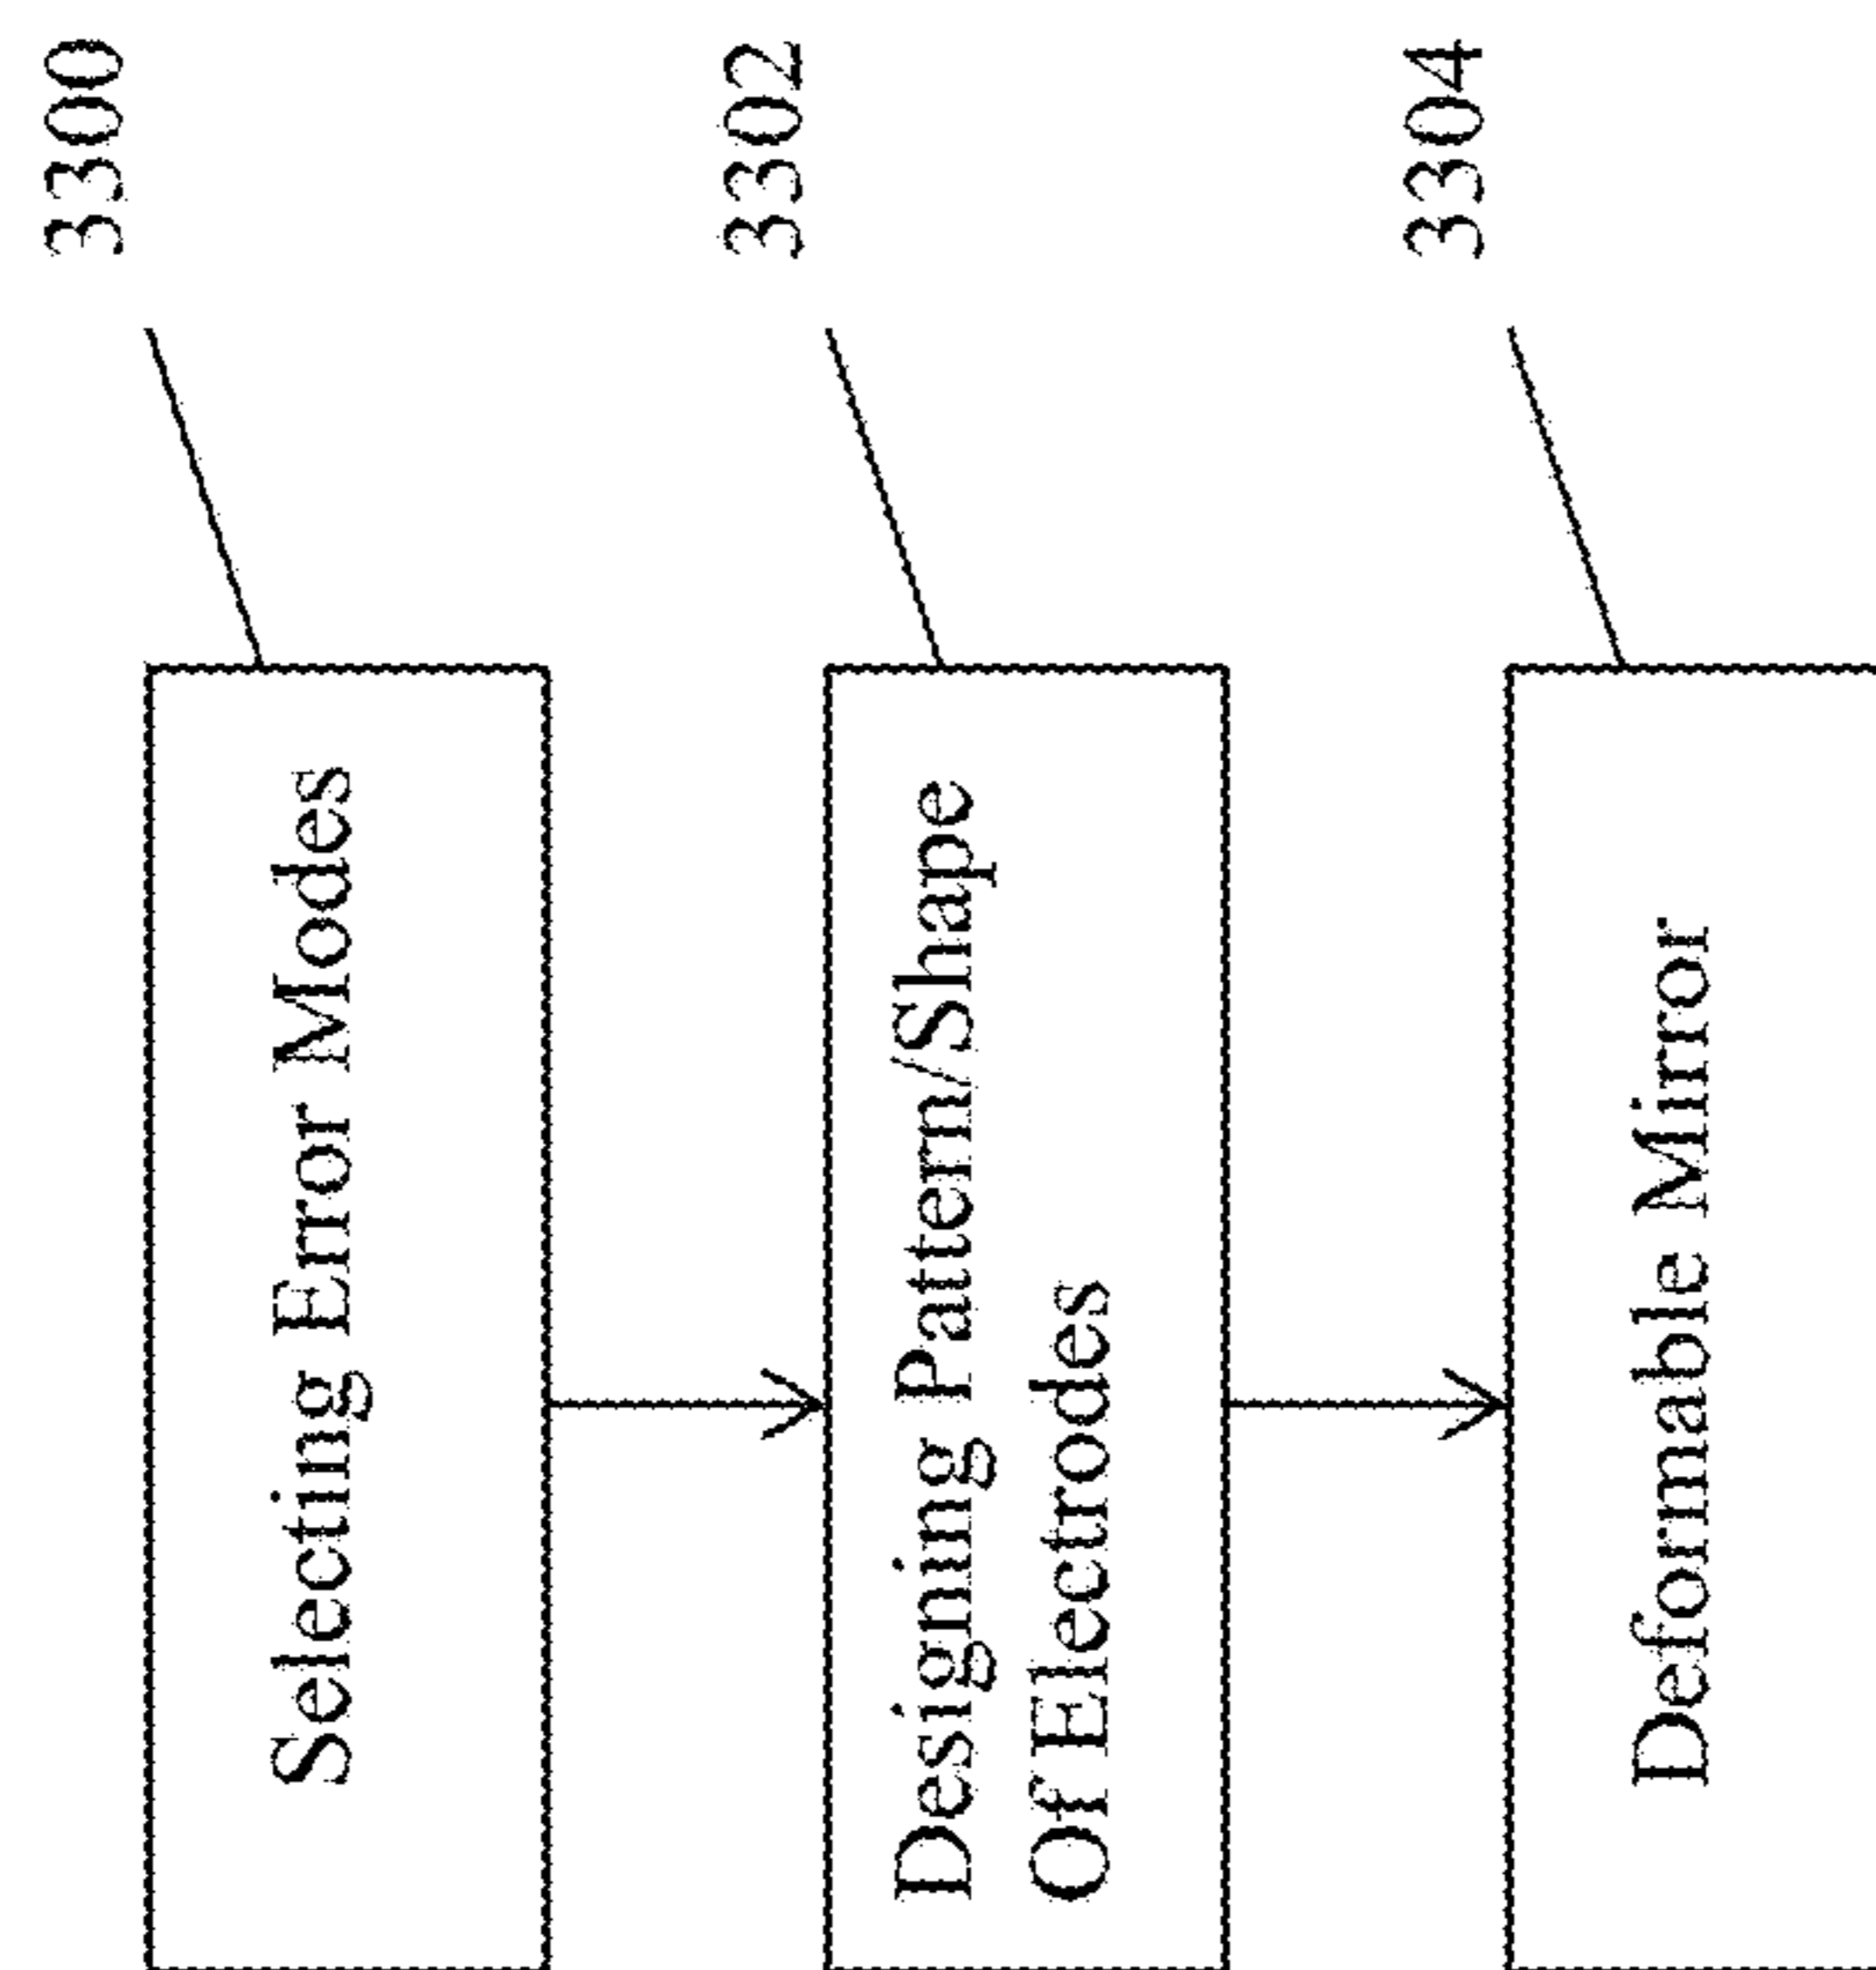 3300
Selecting Error Modes
3302
Designing Pattern/Shape
Of Electrodes
3304
Deformable Mirror